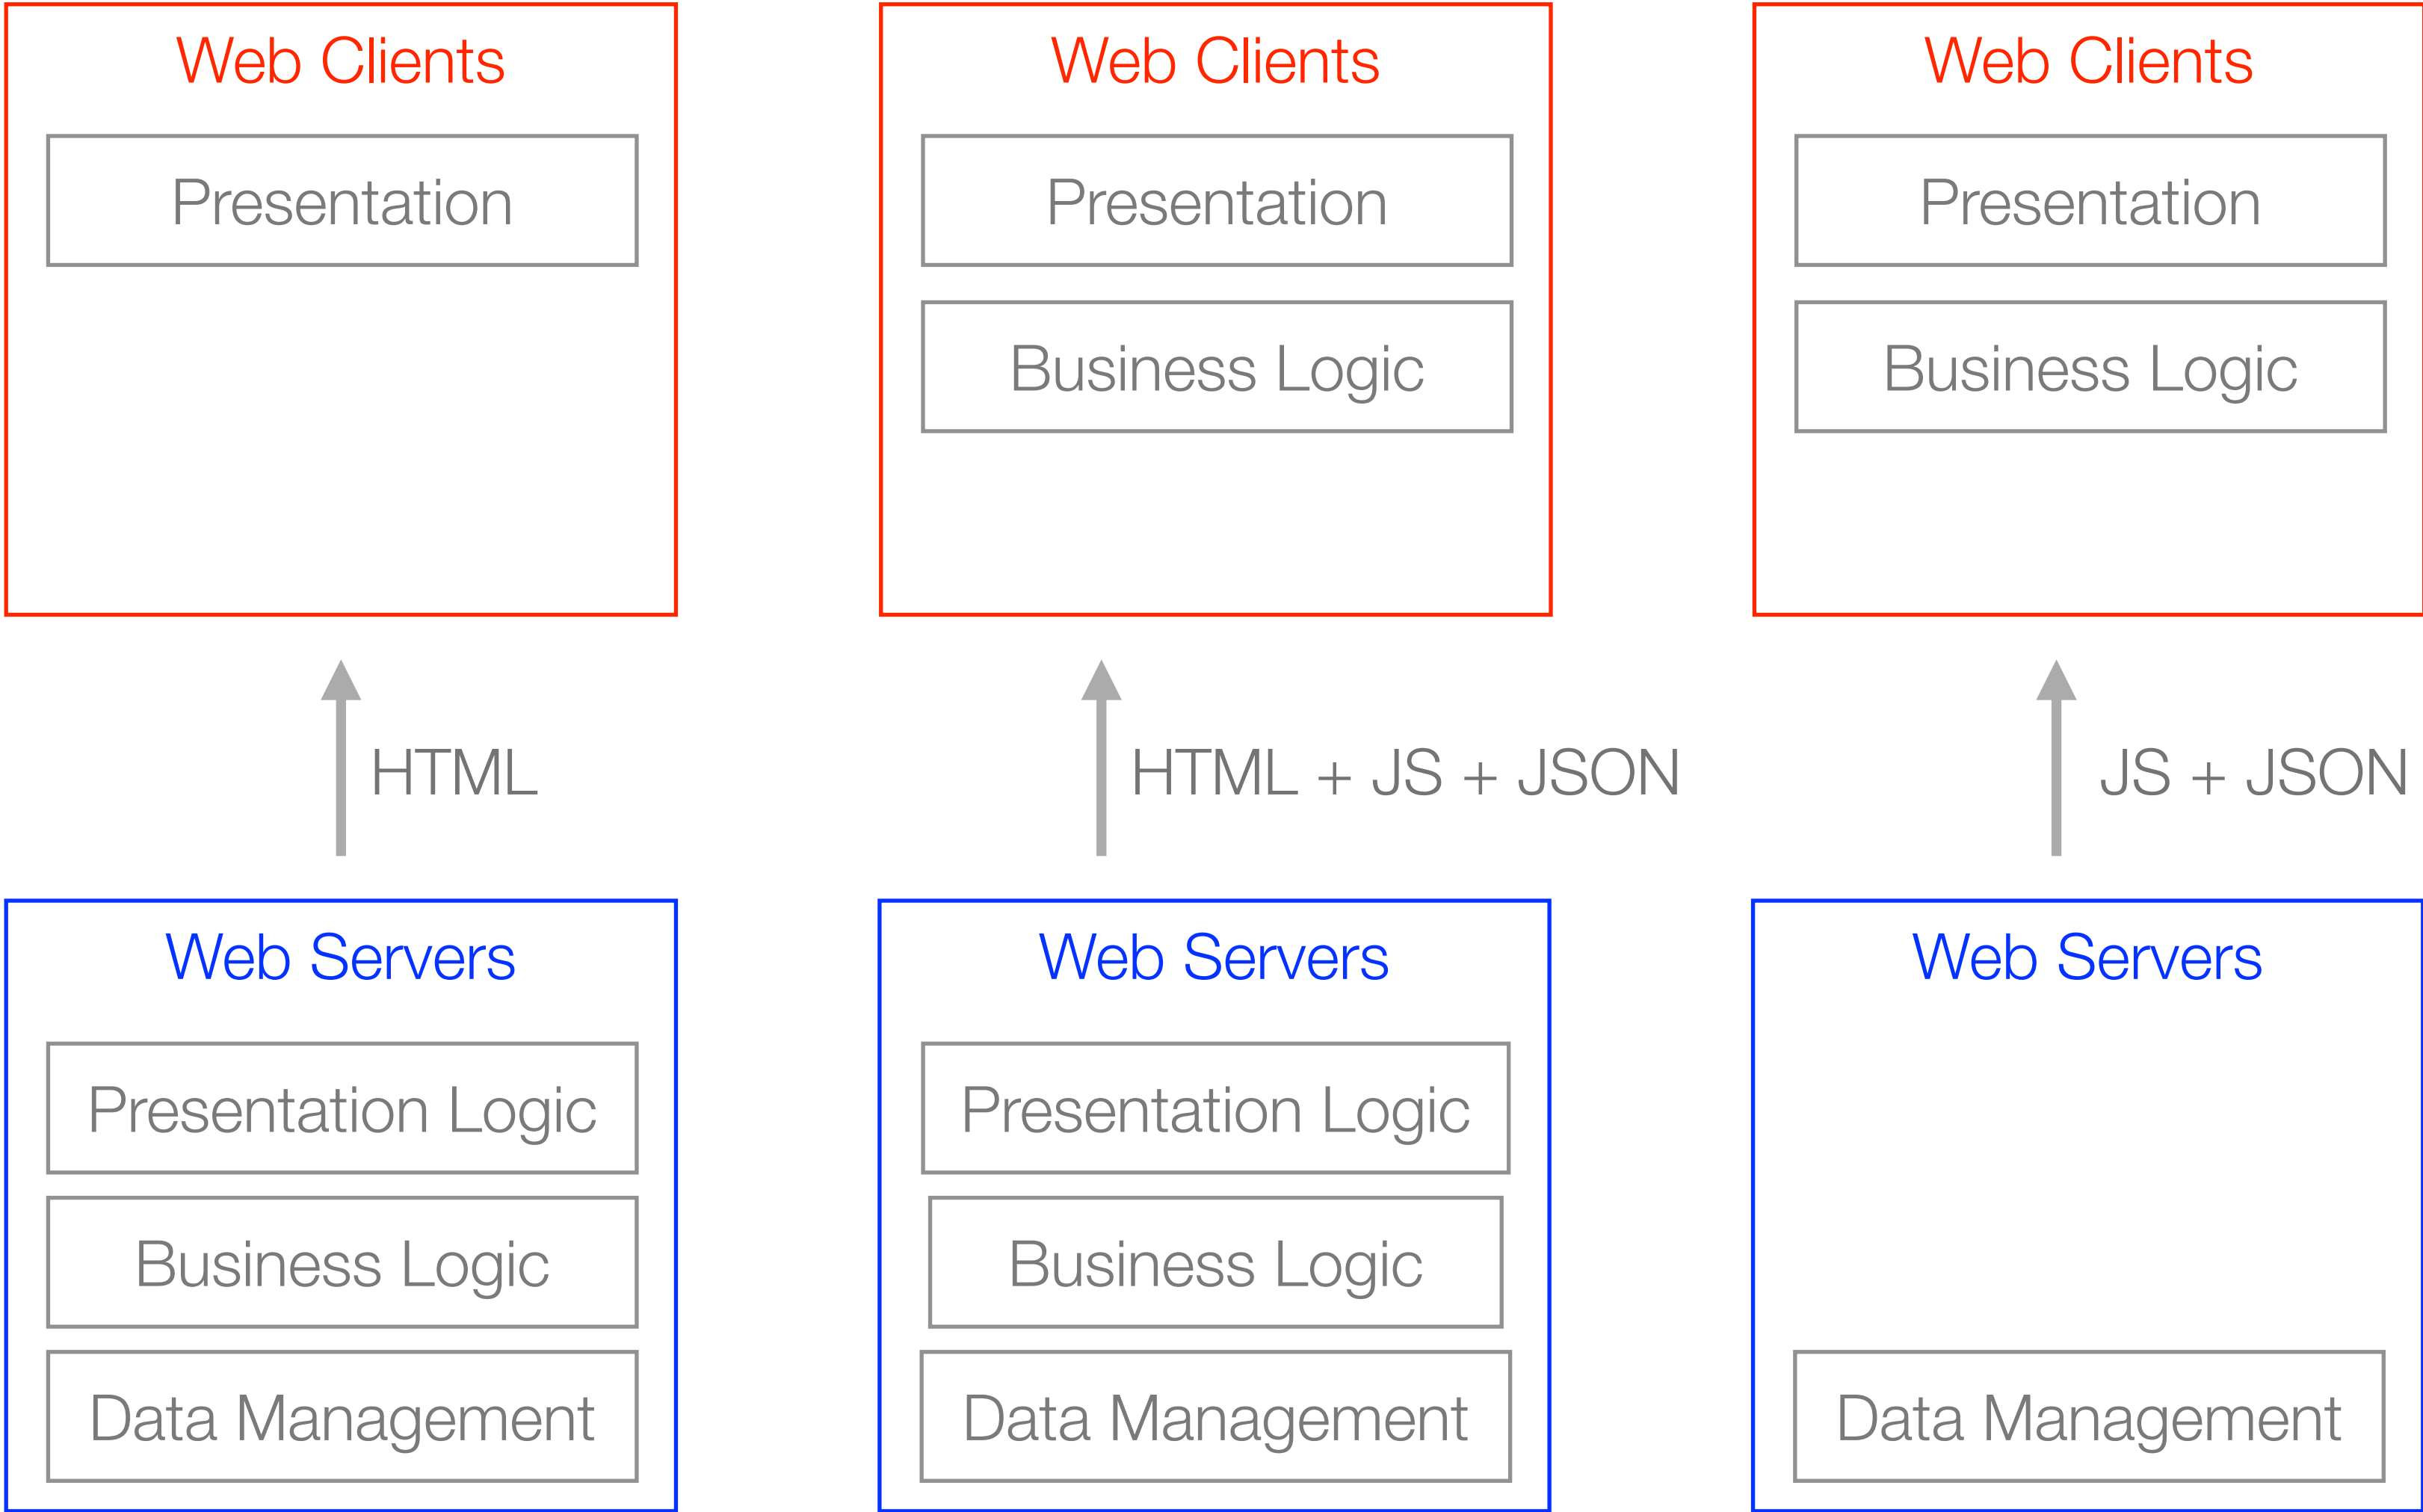 Web Clients
Presentation
HTML
Web Servers
Presentation Logic
Business Logic
Data Management
Web Clients
Presentation
Business Logic
HTML + JS + JSON
Web Servers
Presentation Logic
Business Logic
Data Management
Web Clients
Presentation
Business Logic
JS + JSON
Web Servers
Data Management